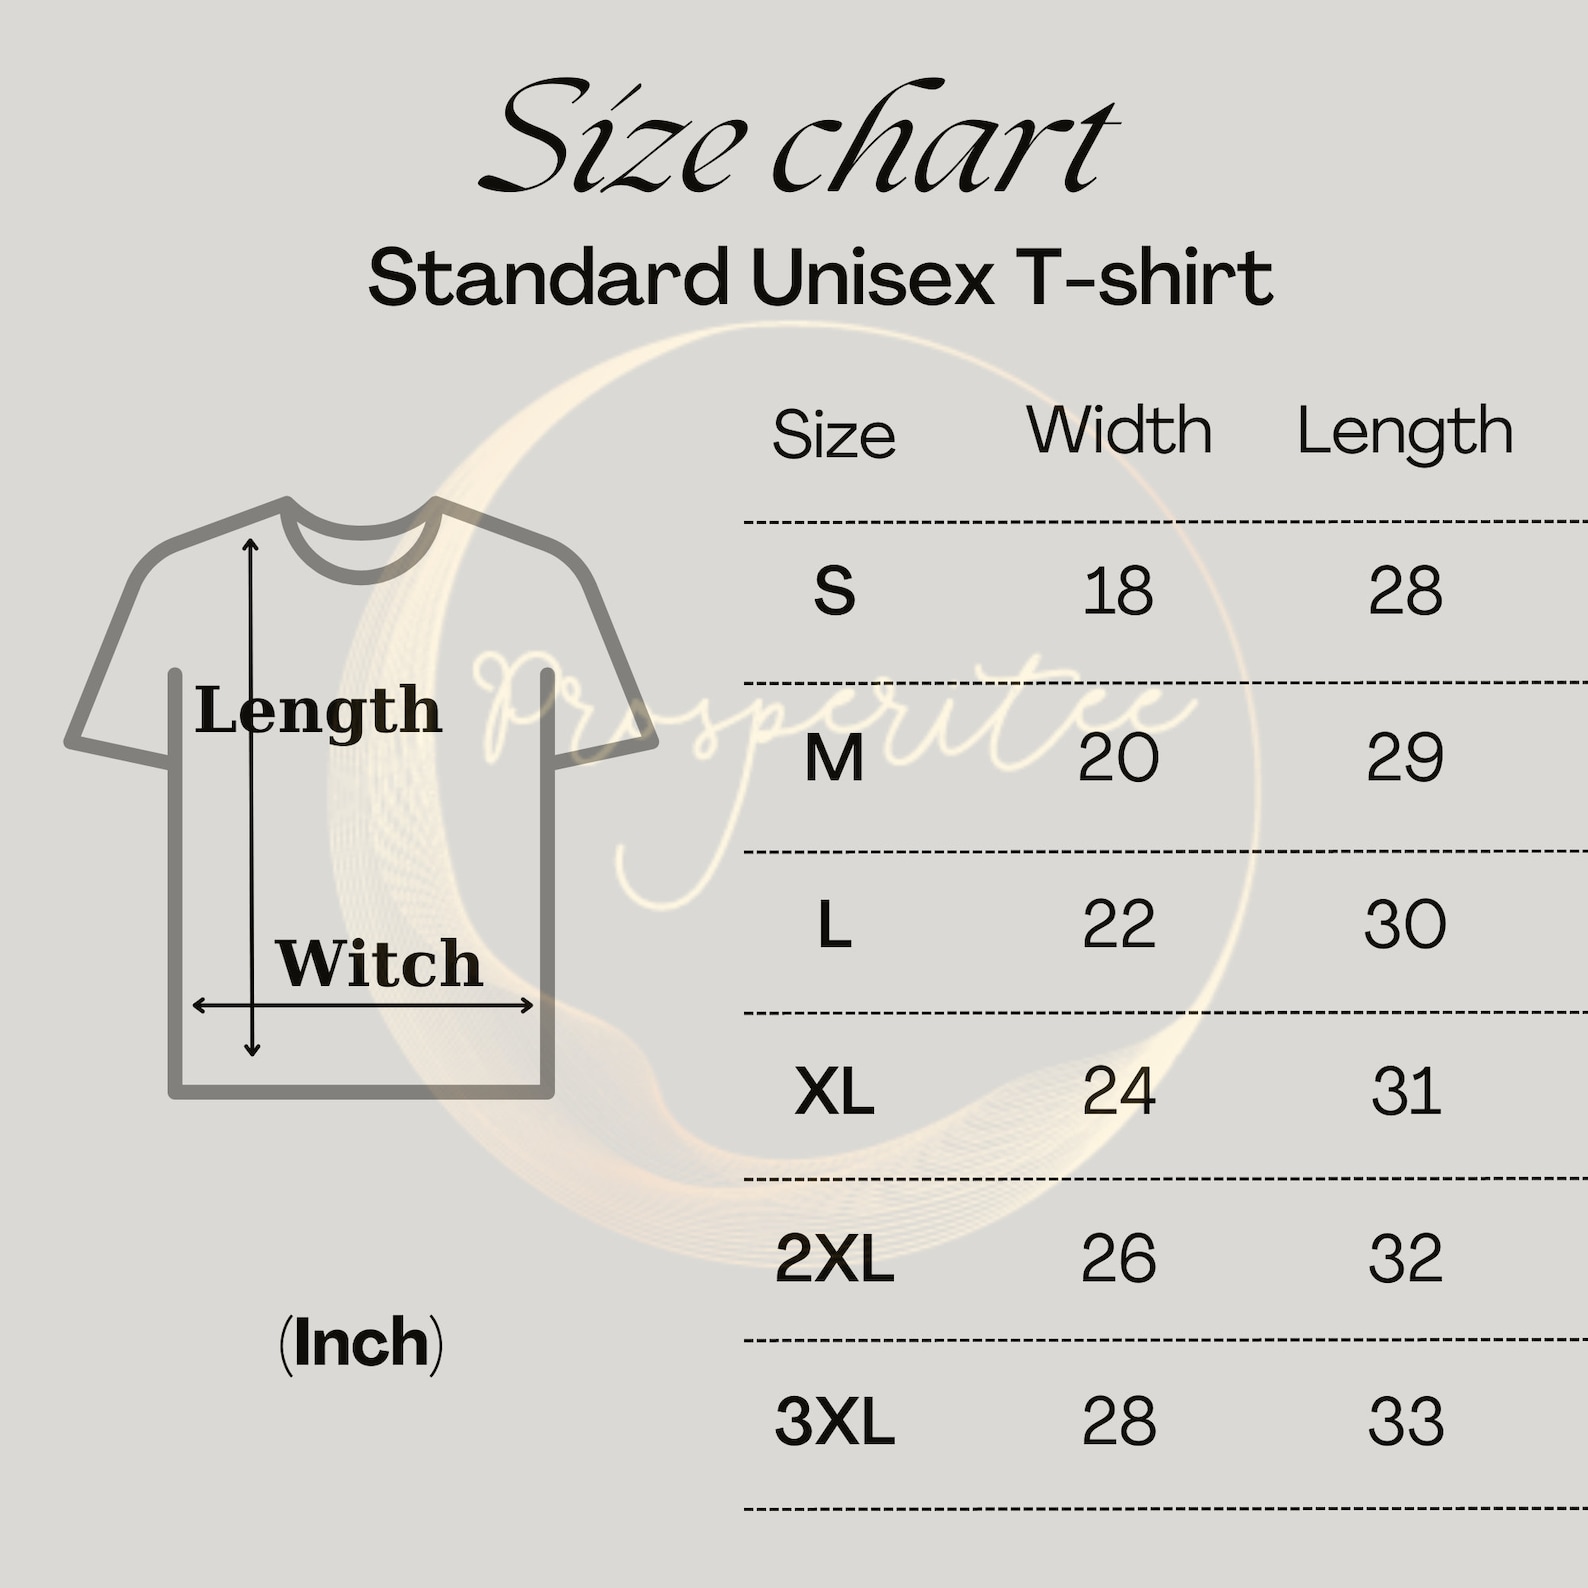 Size chart
Standard Unisex T-shirt
Size Width Length
S 18 28
Length
Prosperitee
M 20 29
L 22 30
Witch
XL 24 31
2XL 26 32
(Inch)
3XL 28 33